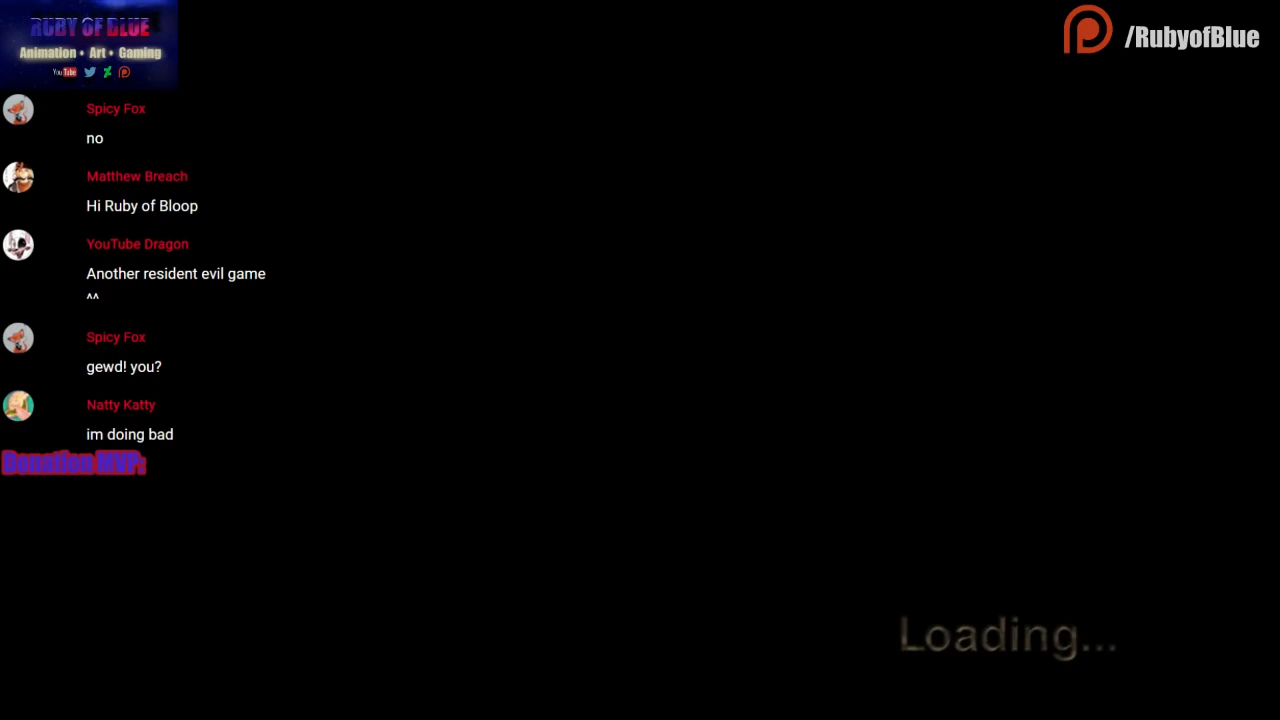 RUBY OF BLUE
Animation • Art • Gaming
YouTube
/RubyofBlue
Spicy Fox
no
Matthew Breach
Hi Ruby of Bloop
YouTube Dragon
Another resident evil game
^^
Spicy Fox
gewd! you?
Natty Katty
im doing bad
Donation MVP:
Loading...